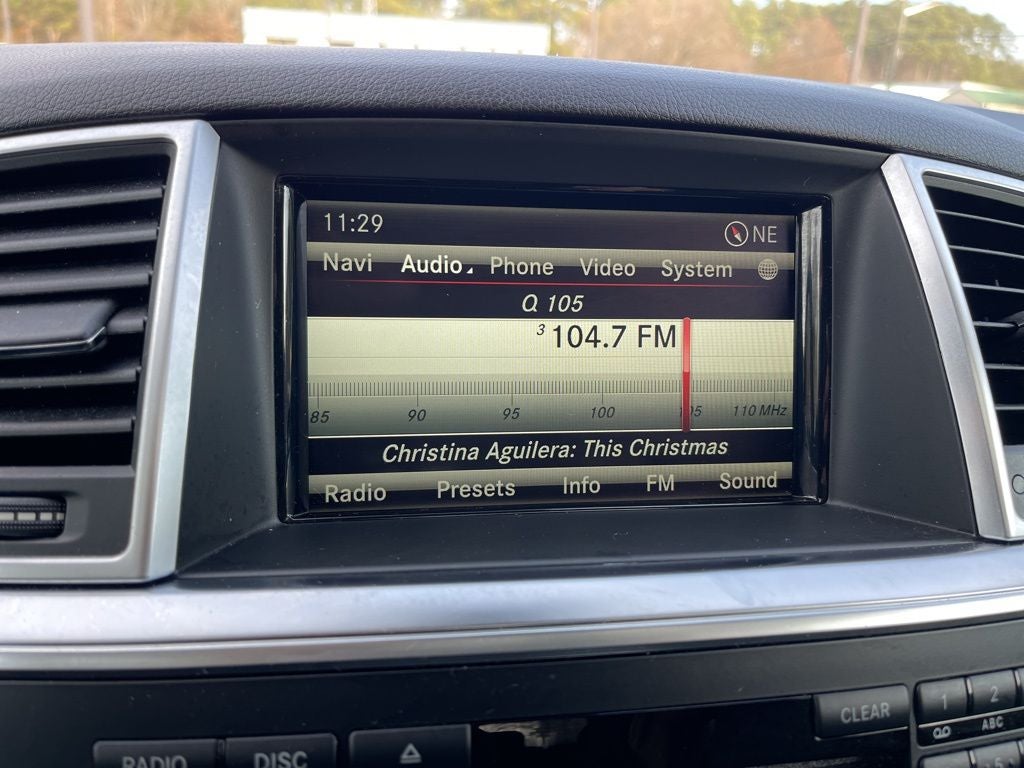 11:29 NE
Navi Audio Phone Video System
Q 105
3 104.7 FM
85 90 95 100 105 110 MHz
Christina Aguilera: This Christmas
Radio Presets Info FM Sound
CLEAR 1 2
ABC
RADIO DISC
5